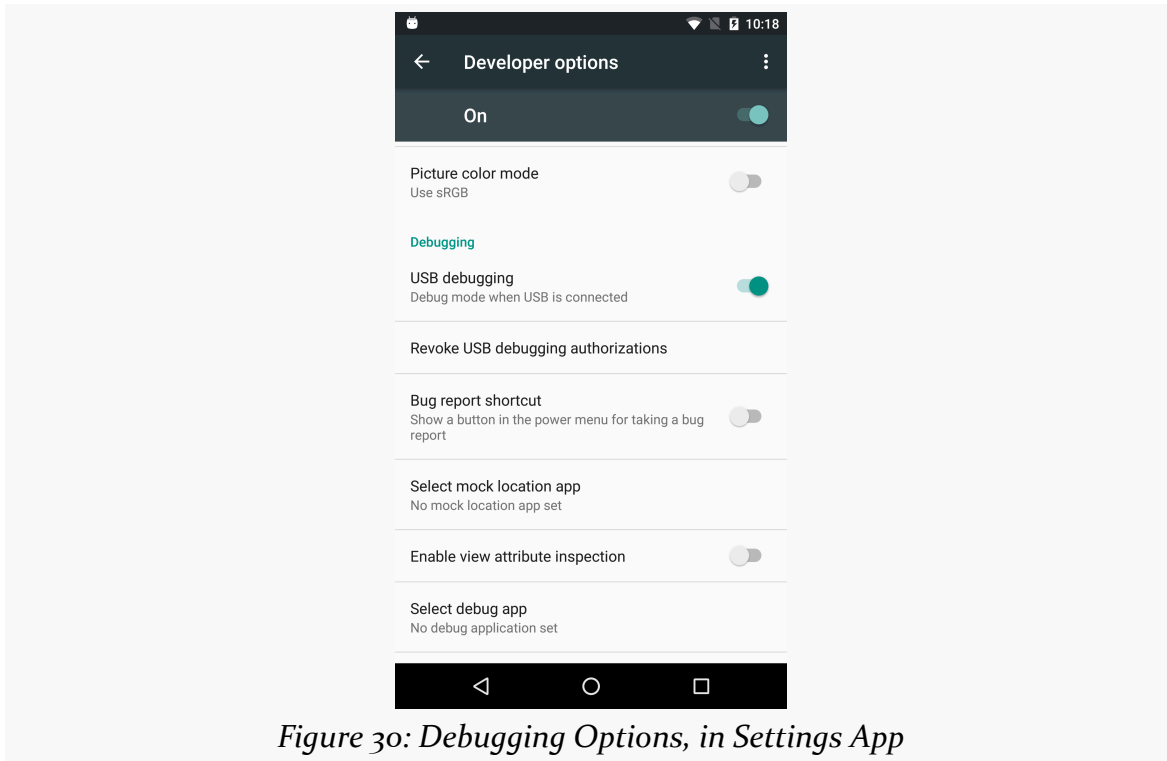 10:18
Developer options
On
Picture color mode
Use sRGB
Debugging
USB debugging
Debug mode when USB is connected
Revoke USB debugging authorizations
Bug report shortcut
Show a button in the power menu for taking a bug
report
Select mock location app
No mock location app set
Enable view attribute inspection
Select debug app
No debug application set
Figure 30: Debugging Options, in Settings App